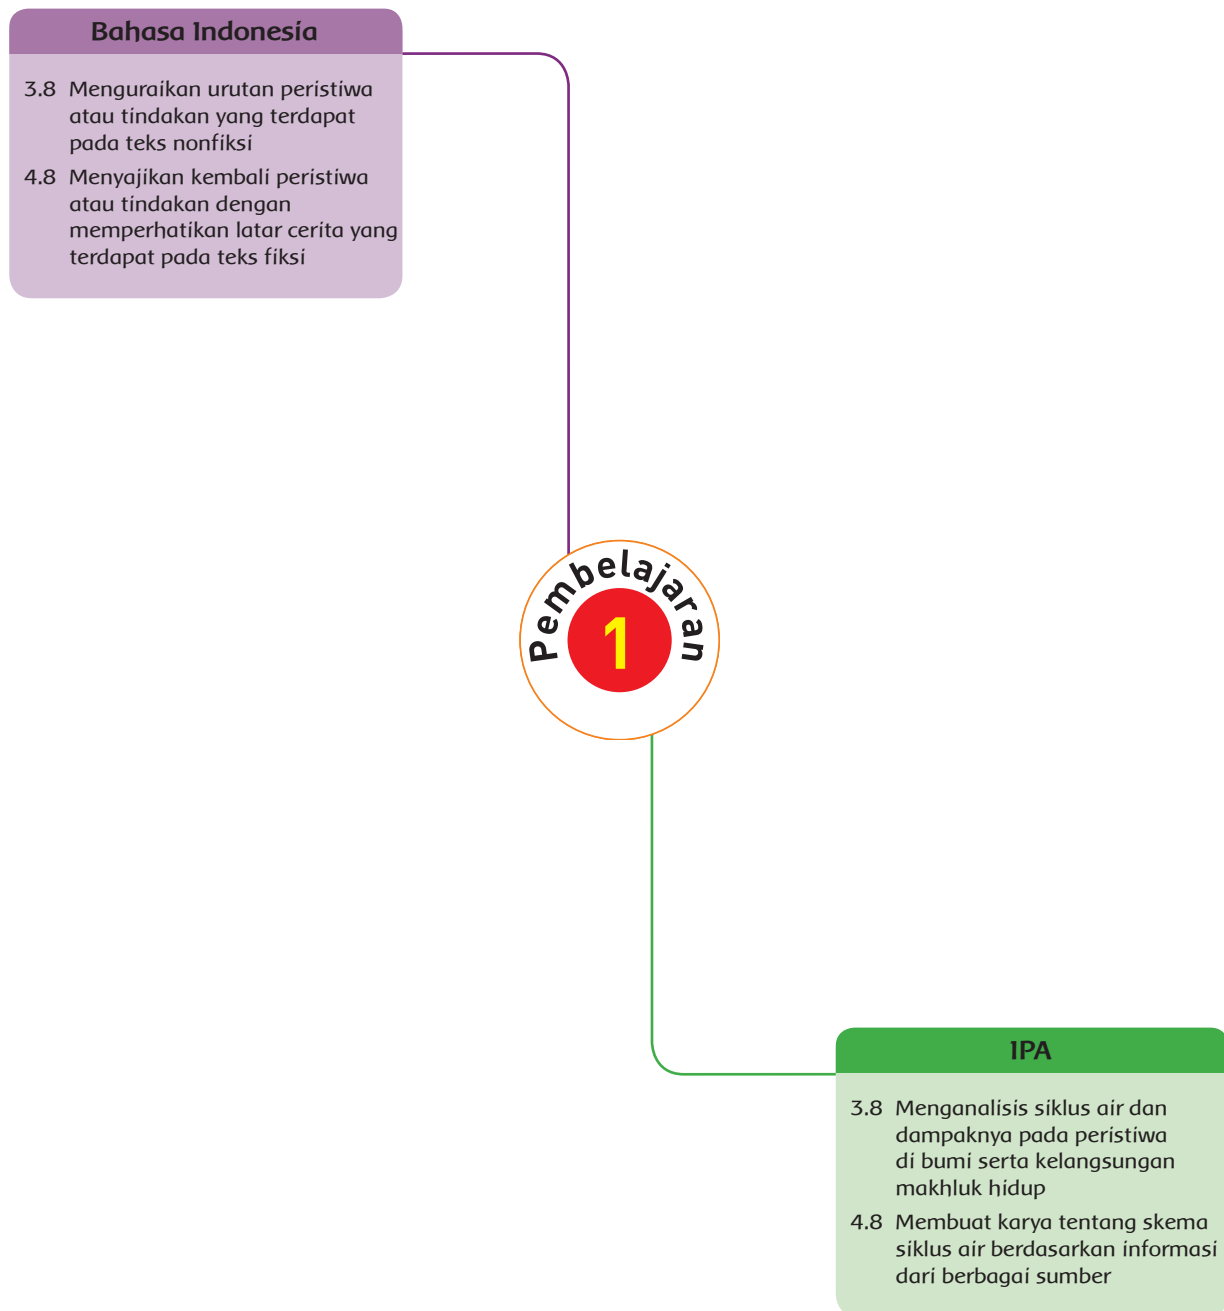 Bahasa Indonesia
3.8 Menguraikan urutan peristiwa
atau tindakan yang terdapat
pada teks nonfiksi
4.8 Menyajikan kembali peristiwa
atau tindakan dengan
memperhatikan latar cerita yang
terdapat pada teks fiksi
Pembelajaran
1
IPA
3.8 Menganalisis siklus air dan
dampaknya pada peristiwa
di bumi serta kelangsungan
makhluk hidup
4.8 Membuat karya tentang skema
siklus air berdasarkan informasi
dari berbagai sumber